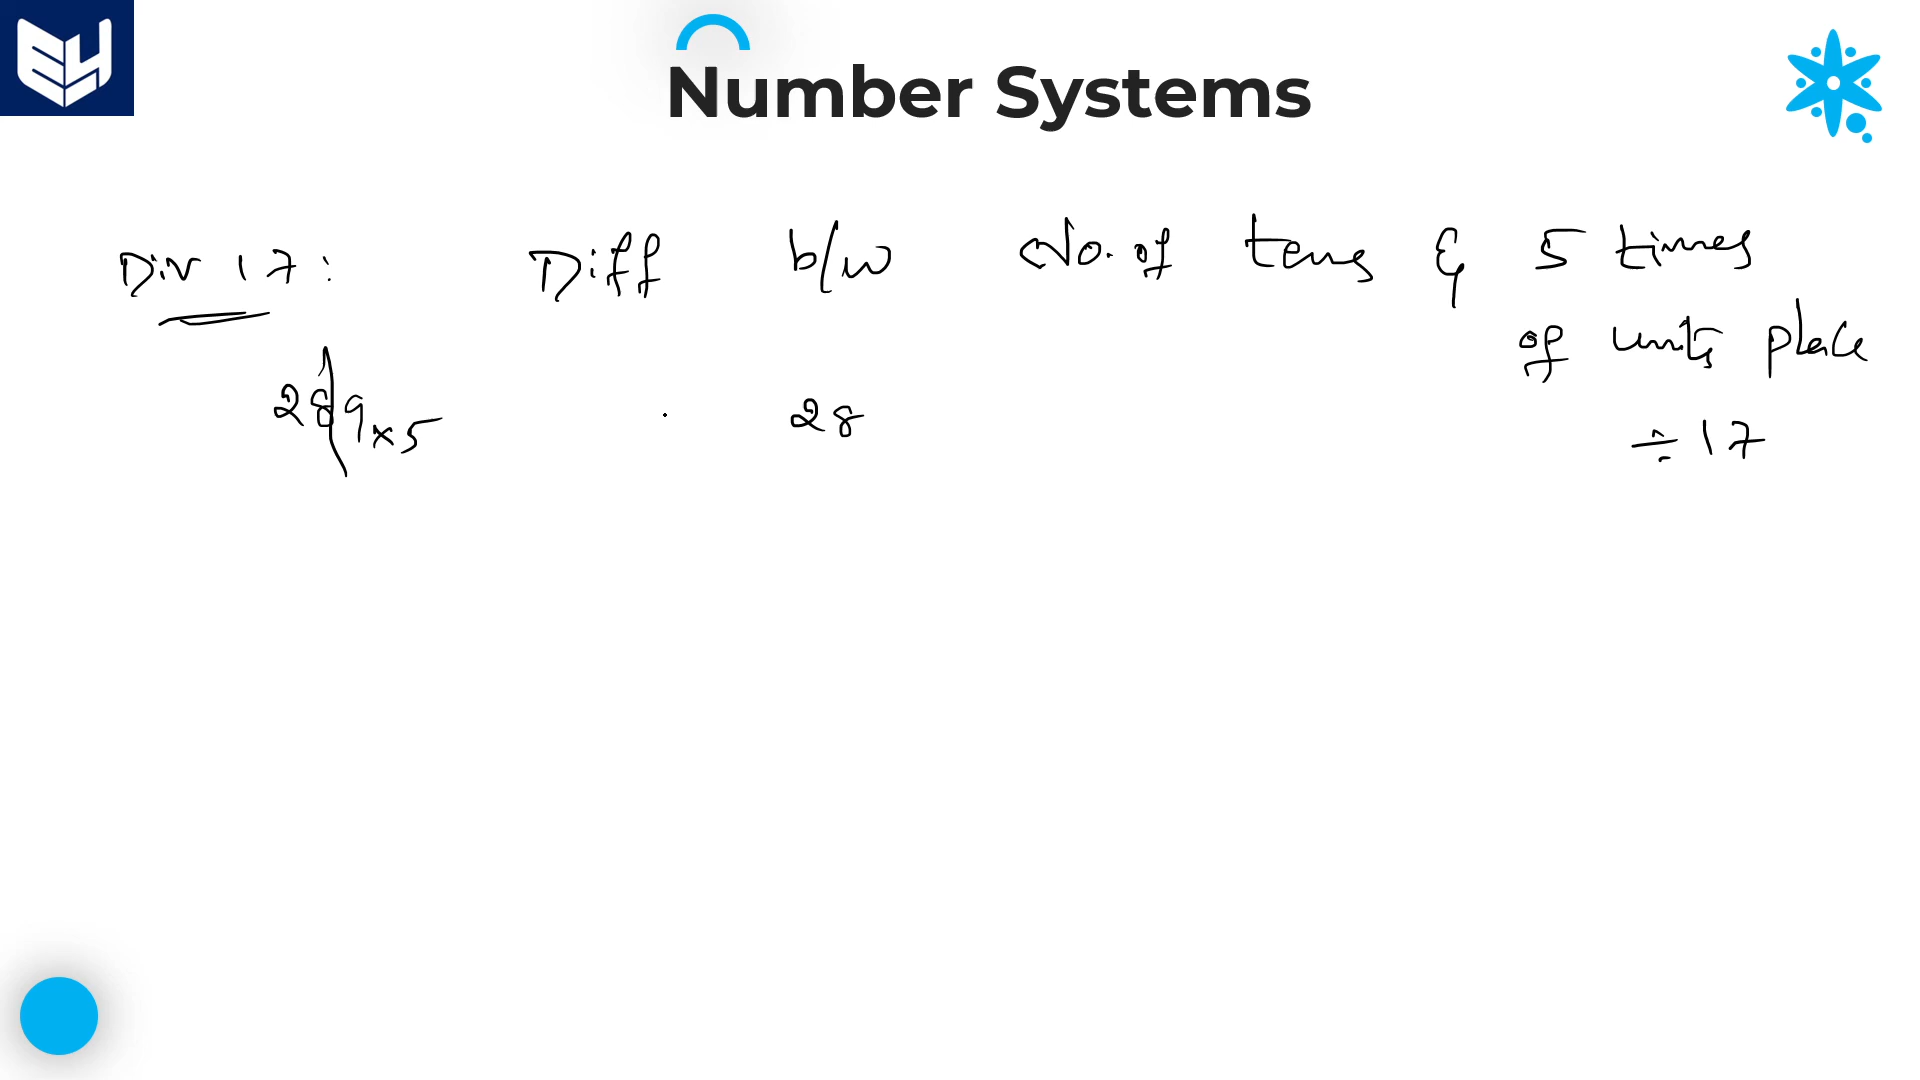 Number Systems
Div 17: Diff b/w No. of tens & 5 times
of units place
289 x 5 28 ÷ 17